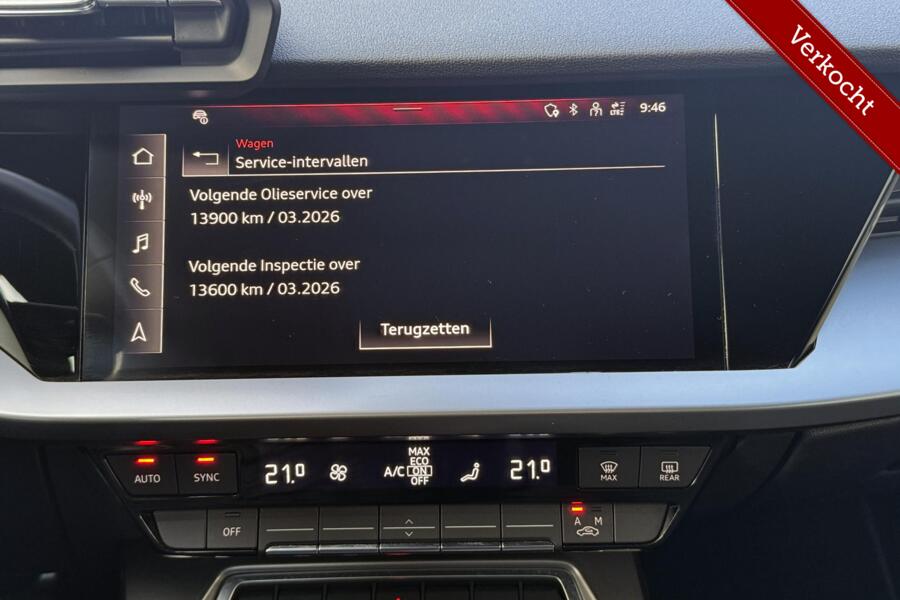 Verkocht
9:46
Wagen
Service-intervallen
Volgende Olieservice over
13900 km / 03.2026
Volgende Inspectie over
13600 km / 03.2026
Terugzetten
AUTO
SYNC
21.0
A/C
MAX
ECO
ON
OFF
21.0
MAX
REAR
OFF
A M